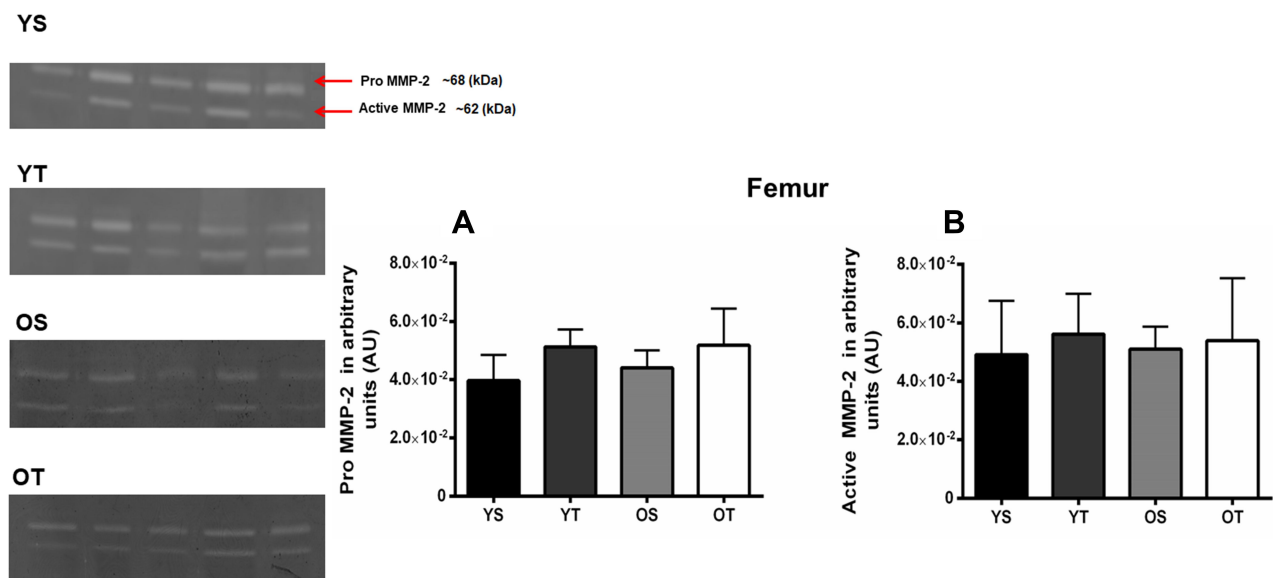 YS
Pro MMP-2 ~68 (kDa)
Active MMP-2 ~62 (kDa)
YT
OS
OT
Femur
A
Pro MMP-2 in arbitrary
units (AU)
8.0×10-2
6.0×10-2
4.0×10-2
2.0×10-2
0
YS YT OS OT
B
Active MMP-2 in arbitrary
units (AU)
8.0×10-2
6.0×10-2
4.0×10-2
2.0×10-2
0
YS YT OS OT